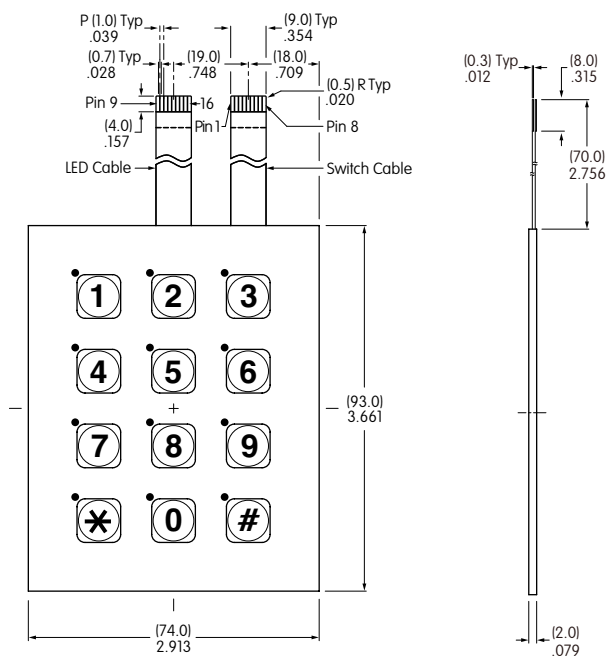 P (1.0) Typ
.039
(9.0) Typ
.354
(0.7) Typ
.028
(19.0)
.748
(18.0)
.709
(0.5) R Typ
.020
Pin 9
16
Pin 1
Pin 8
(4.0)
.157
LED Cable
Switch Cable
(0.3) Typ
.012
(8.0)
.315
(70.0)
2.756
1 2 3
4 5 6
7 8 9
* 0 #
(93.0)
3.661
(74.0)
2.913
(2.0)
.079